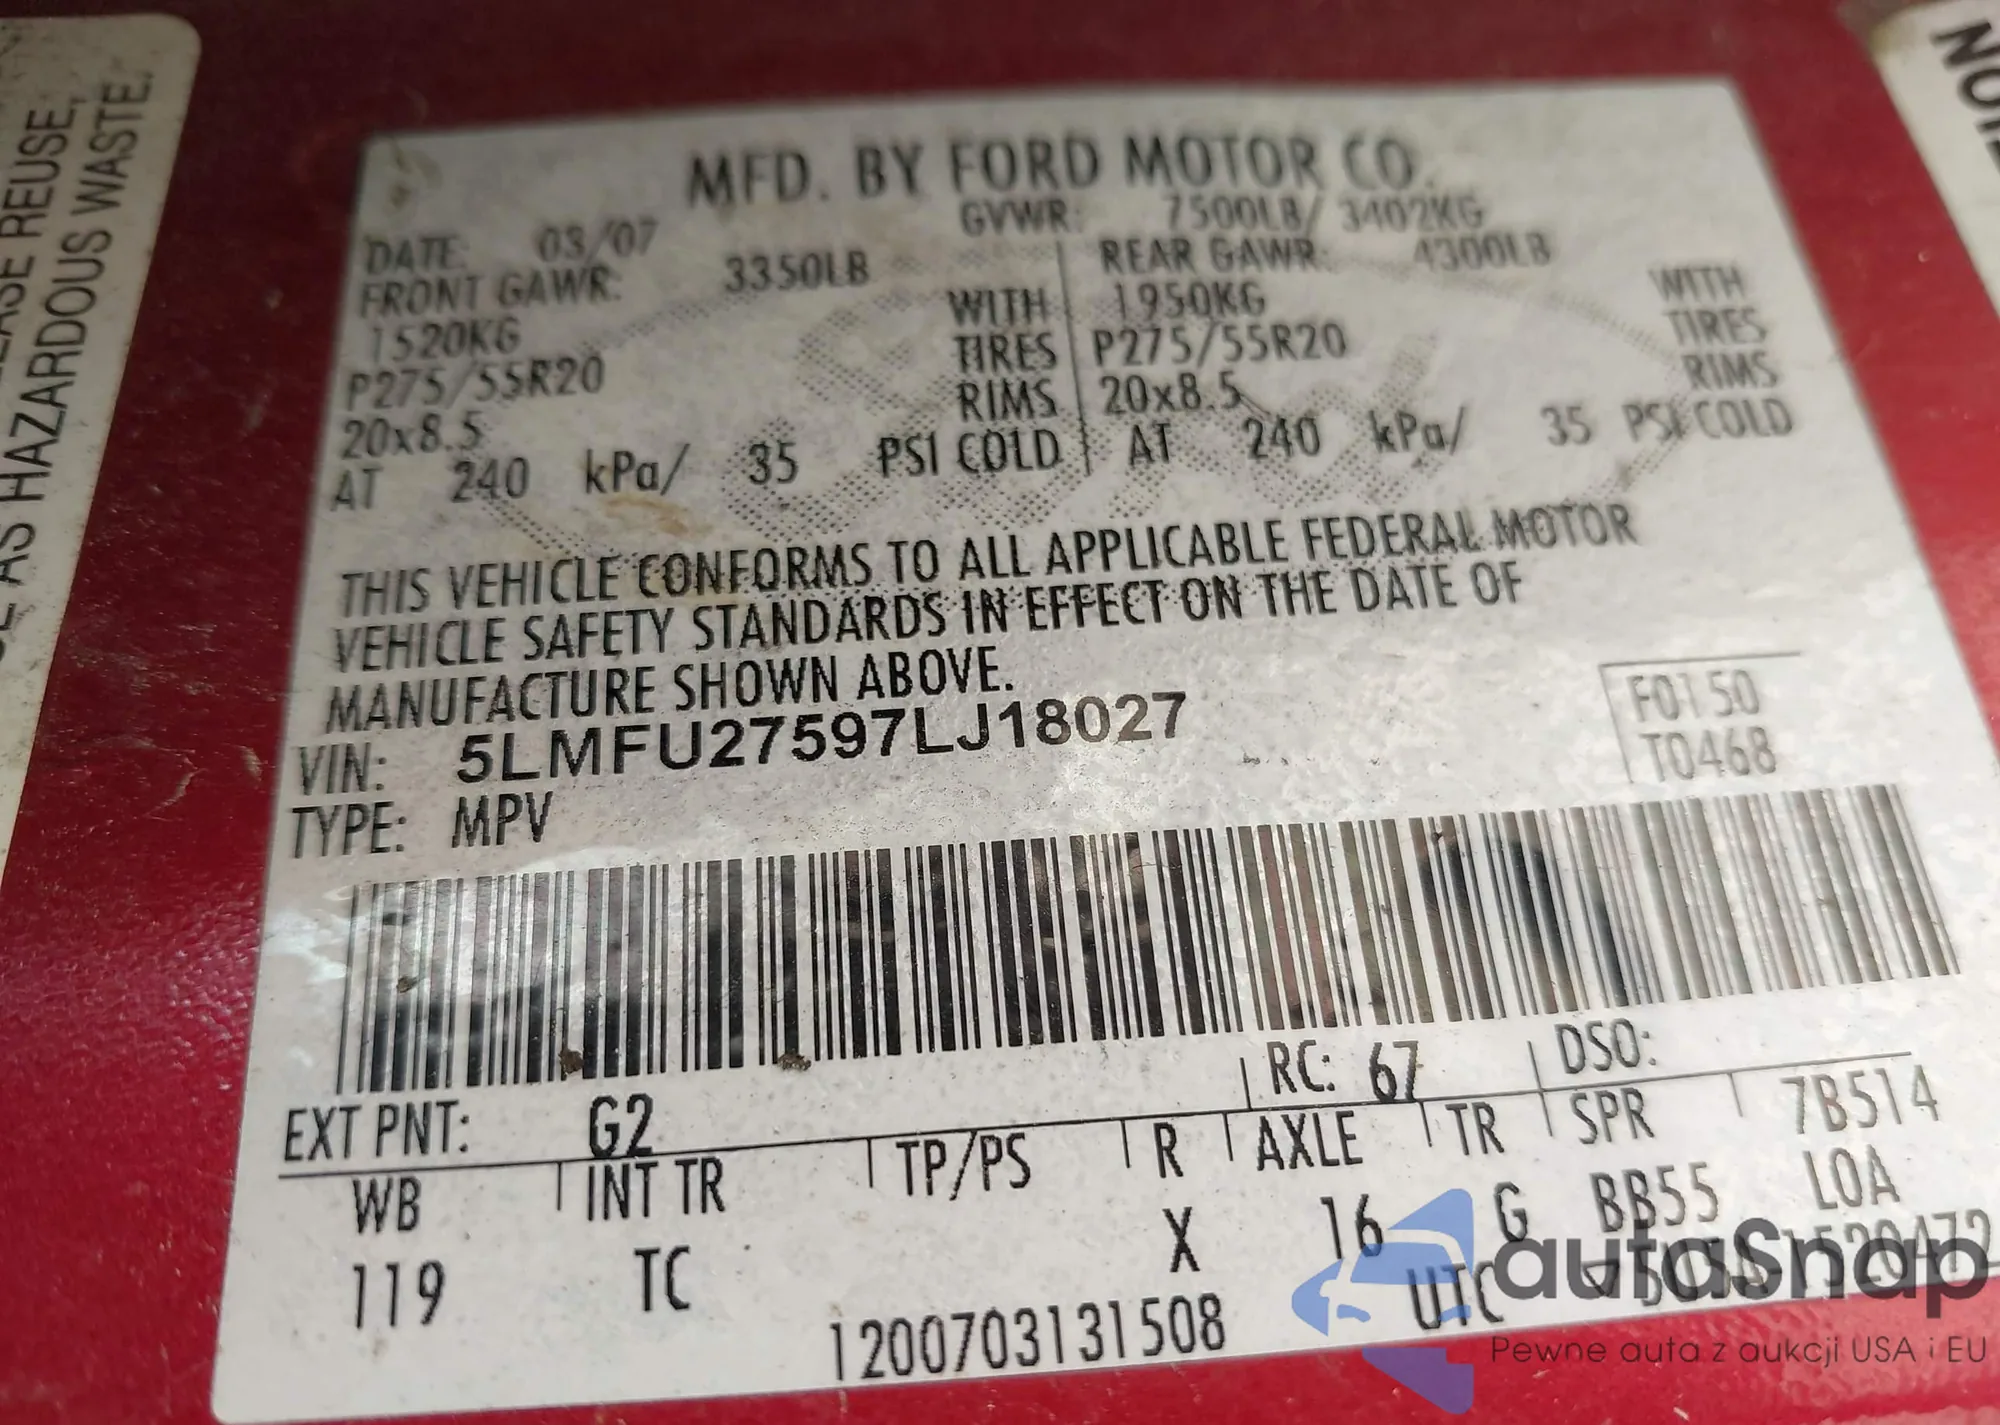 EASE REUSE,
AS HAZARDOUS WASTE.
MFD. BY FORD MOTOR CO.
DATE: 03/07 GVWR: 7500LB/ 3402KG
FRONT GAWR: 3350LB REAR GAWR: 4300LB
1520KG WITH 1950KG WITH
P275/55R20 TIRES P275/55R20 TIRES
20x8.5 RIMS 20x8.5 RIMS
AT 240 kPa/ 35 PSI COLD AT 240 kPa/ 35 PSI COLD
THIS VEHICLE CONFORMS TO ALL APPLICABLE FEDERAL MOTOR
VEHICLE SAFETY STANDARDS IN EFFECT ON THE DATE OF
MANUFACTURE SHOWN ABOVE.
VIN: 5LMFU27597LJ18027 F0150
TYPE: MPV T0468
EXT PNT: G2 RC: 67 DSO:
WB INT TR TP/PS R AXLE TR SPR 7B514
119 TC X 16 G BB55 LOA
1200703131508 UTC
autaSnap
Pewne auta z aukcji USA i EU